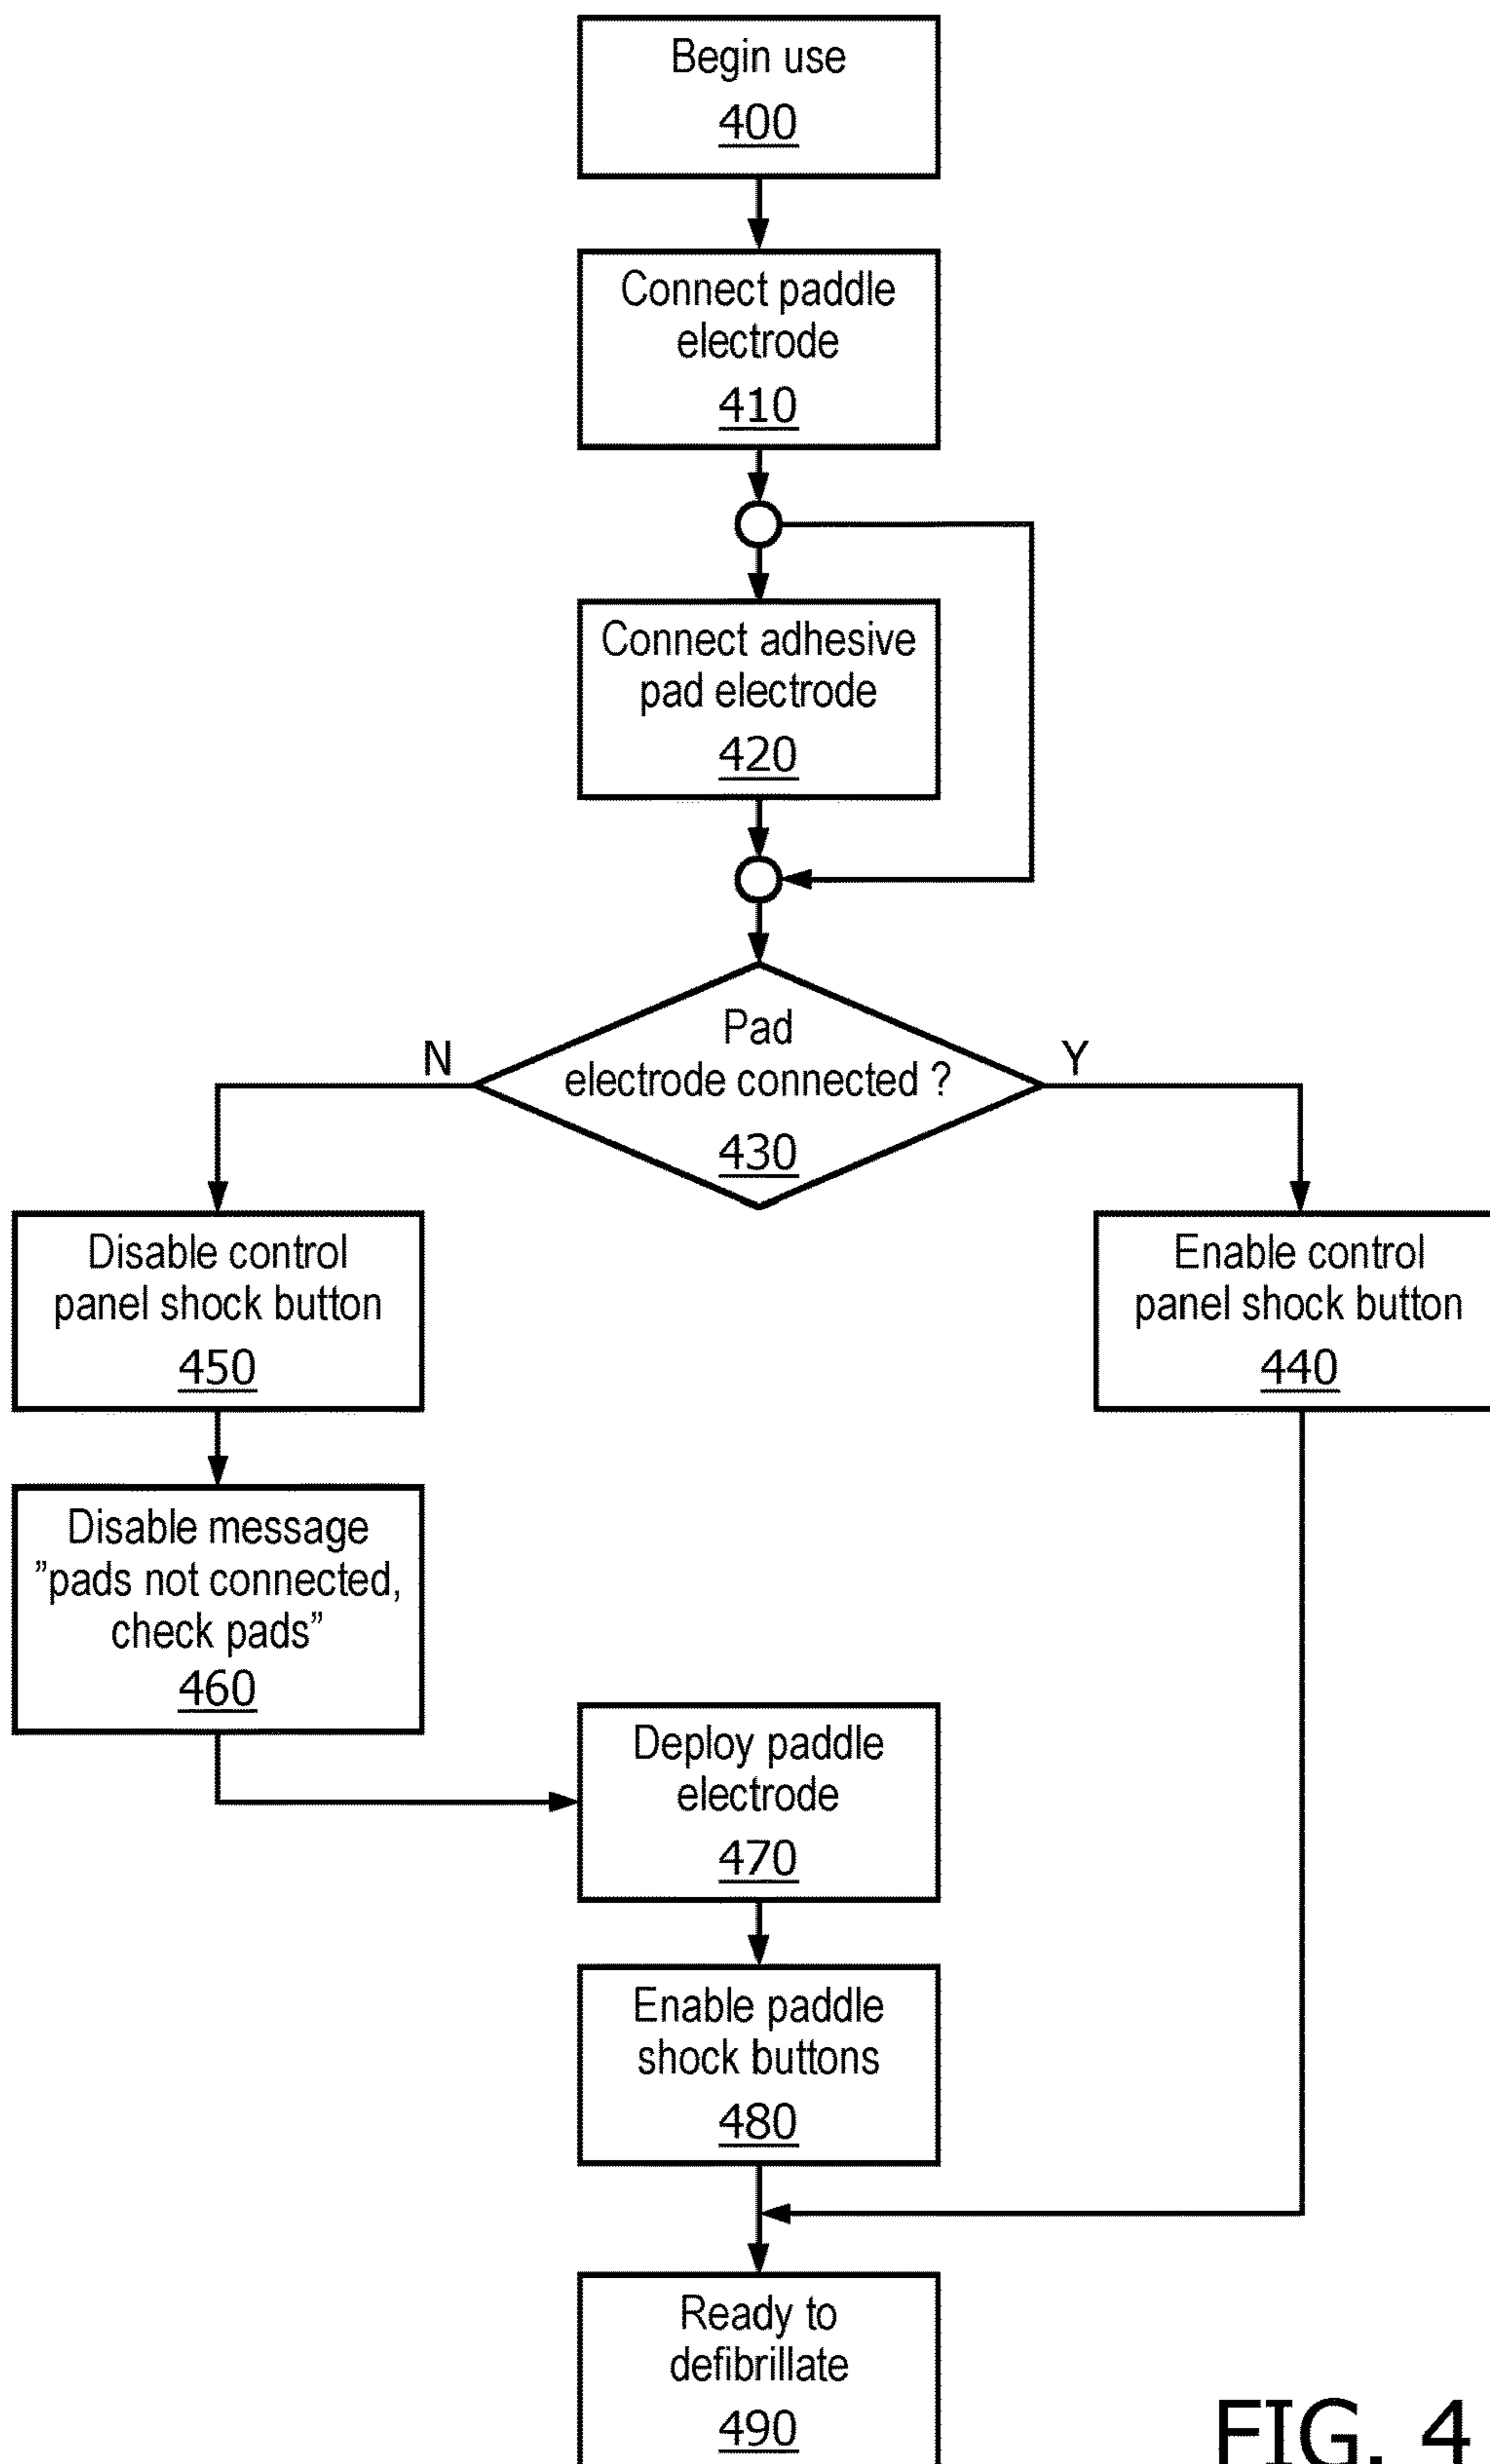 Begin use
400
Connect paddle
electrode
410
Connect adhesive
pad electrode
420
Pad
electrode connected ?
430
N
Y
Disable control
panel shock button
450
Enable control
panel shock button
440
Disable message
”pads not connected,
check pads”
460
Deploy paddle
electrode
470
Enable paddle
shock buttons
480
Ready to
defibrillate
490
FIG. 4